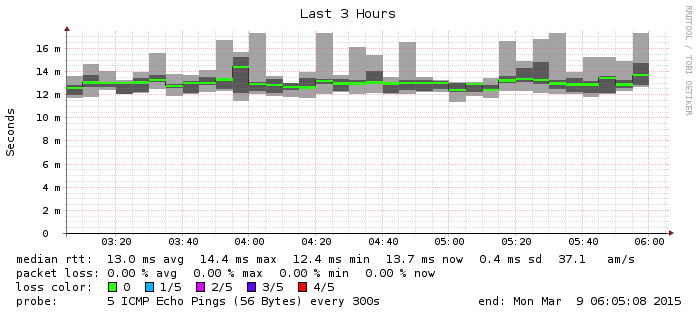 Last 3 Hours
RRDTOOL / TOBI OETIKER
Seconds
16 m
14 m
12 m
10 m
8 m
6 m
4 m
2 m
0
03:20 03:40 04:00 04:20 04:40 05:00 05:20 05:40 06:00
median rtt: 13.0 ms avg 14.4 ms max 12.4 ms min 13.7 ms now 0.4 ms sd 37.1 am/s
packet loss: 0.00 % avg 0.00 % max 0.00 % min 0.00 % now
loss color: 0 1/5 2/5 3/5 4/5
probe: 5 ICMP Echo Pings (56 Bytes) every 300s end: Mon Mar 9 06:05:08 2015